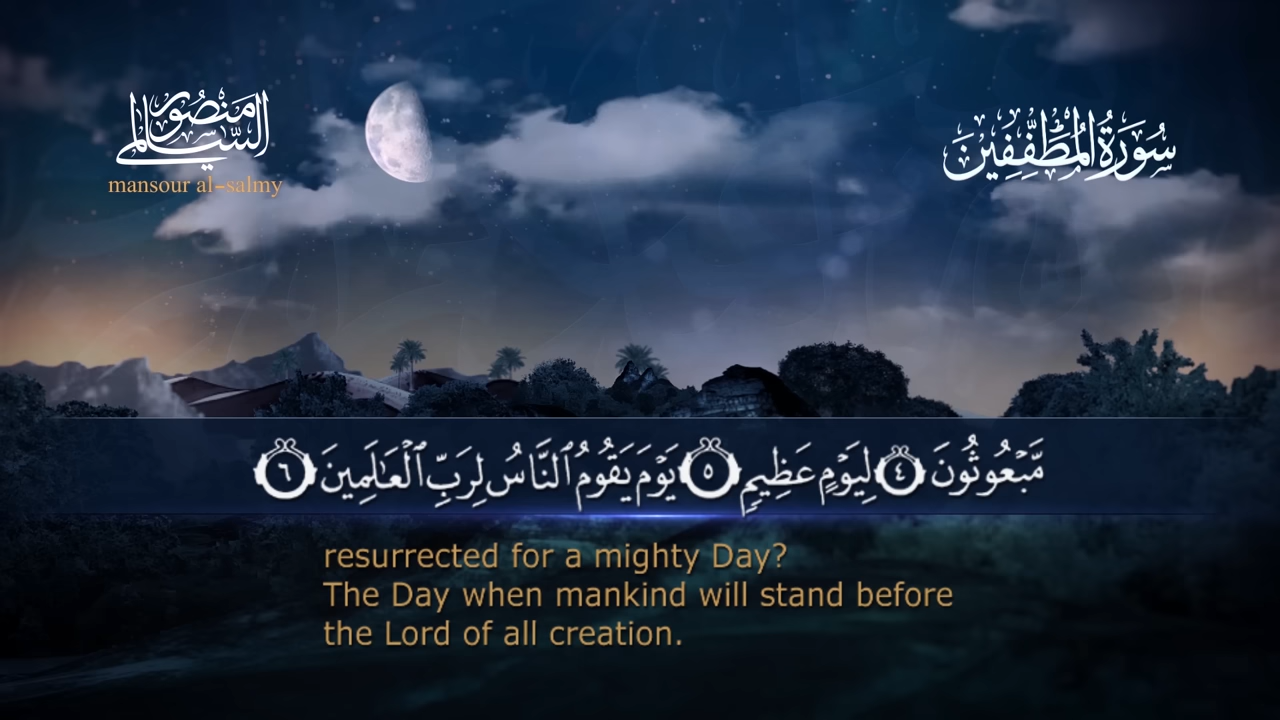 منصور
السالمي
mansour al-salmy
سُورَةُ المُطَفِّفِينَ
مَّبْعُوثُونَ ٤ لِيَوْمٍ عَظِيمٍ ٥ يَوْمَ يَقُومُ ٱلنَّاسُ لِرَبِّ ٱلْعَٰلَمِينَ ٦
resurrected for a mighty Day?
The Day when mankind will stand before
the Lord of all creation.